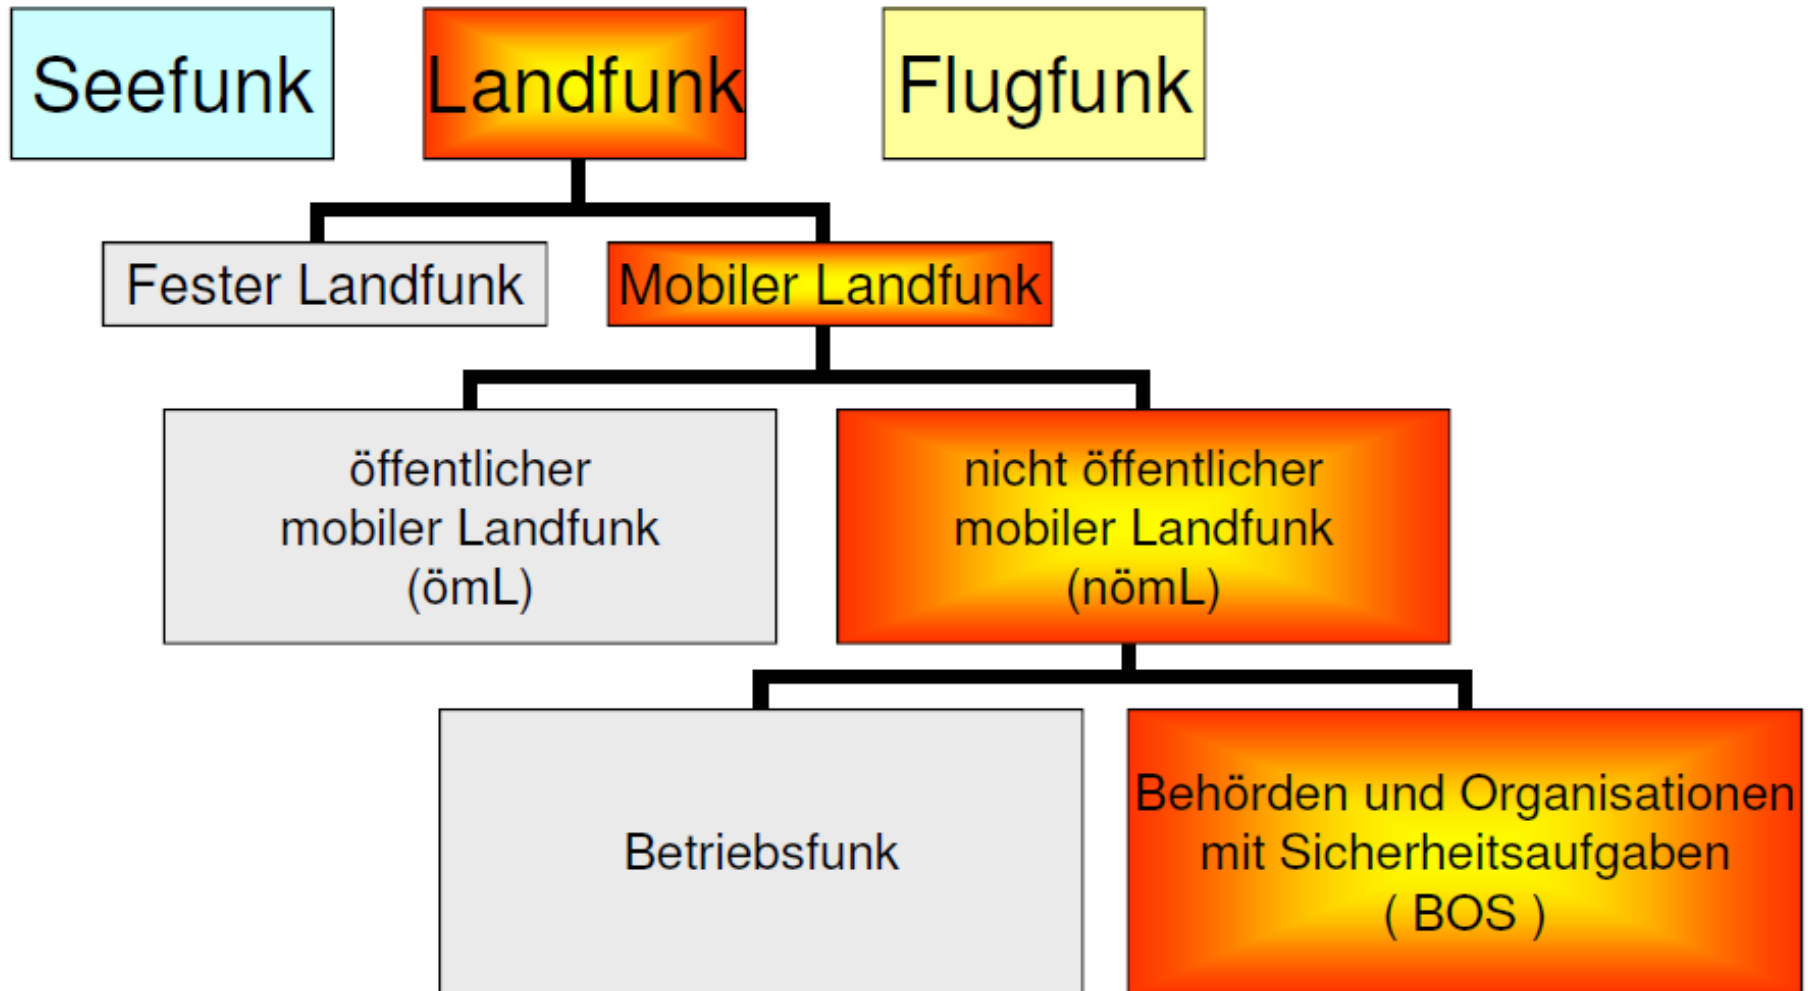 Seefunk
Landfunk
Flugfunk
Fester Landfunk
Mobiler Landfunk
öffentlicher
mobiler Landfunk
(ömL)
nicht öffentlicher
mobiler Landfunk
(nömL)
Betriebsfunk
Behörden und Organisationen
mit Sicherheitsaufgaben
( BOS )